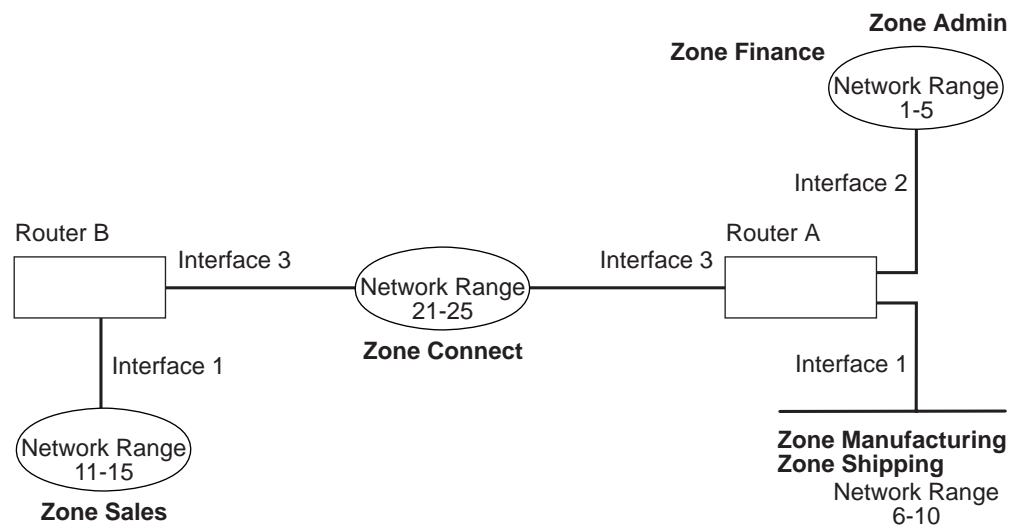 Zone Admin
Zone Finance
Network Range
1-5
Interface 2
Router B
Router A
Interface 3
Interface 3
Network Range
21-25
Zone Connect
Interface 1
Interface 1
Network Range
11-15
Zone Sales
Zone Manufacturing
Zone Shipping
Network Range
6-10